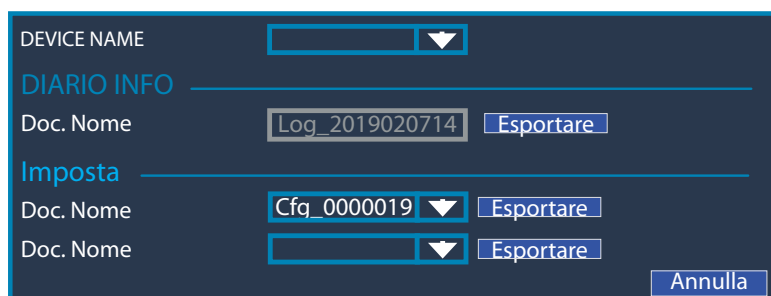 DEVICE NAME
DIARIO INFO
Doc. Nome Log_2019020714 Esportare
Imposta
Doc. Nome Cfg_0000019 Esportare
Doc. Nome Esportare
Annulla